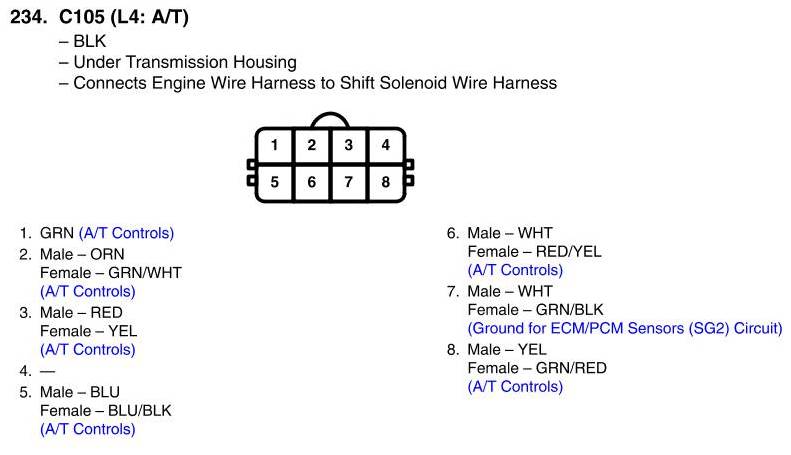 234. C105 (L4: A/T)
– BLK
– Under Transmission Housing
– Connects Engine Wire Harness to Shift Solenoid Wire Harness
1 2 3 4
5 6 7 8
1. GRN (A/T Controls)
2. Male – ORN
Female – GRN/WHT
(A/T Controls)
3. Male – RED
Female – YEL
(A/T Controls)
4. —
5. Male – BLU
Female – BLU/BLK
(A/T Controls)
6. Male – WHT
Female – RED/YEL
(A/T Controls)
7. Male – WHT
Female – GRN/BLK
(Ground for ECM/PCM Sensors (SG2) Circuit)
8. Male – YEL
Female – GRN/RED
(A/T Controls)